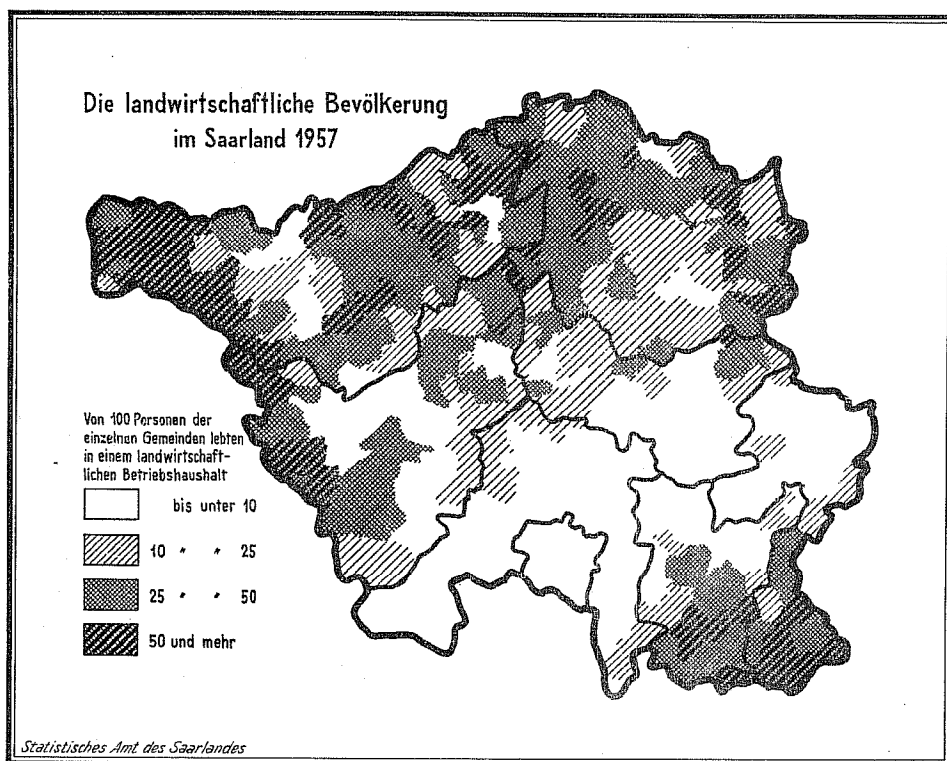 Die landwirtschaftliche Bevölkerung
im Saarland 1957
Von 100 Personen der
einzelnen Gemeinden lebten
in einem landwirtschaft-
lichen Betriebshaushalt
bis unter 10
10 " " 25
25 " " 50
50 und mehr
Statistisches Amt des Saarlandes